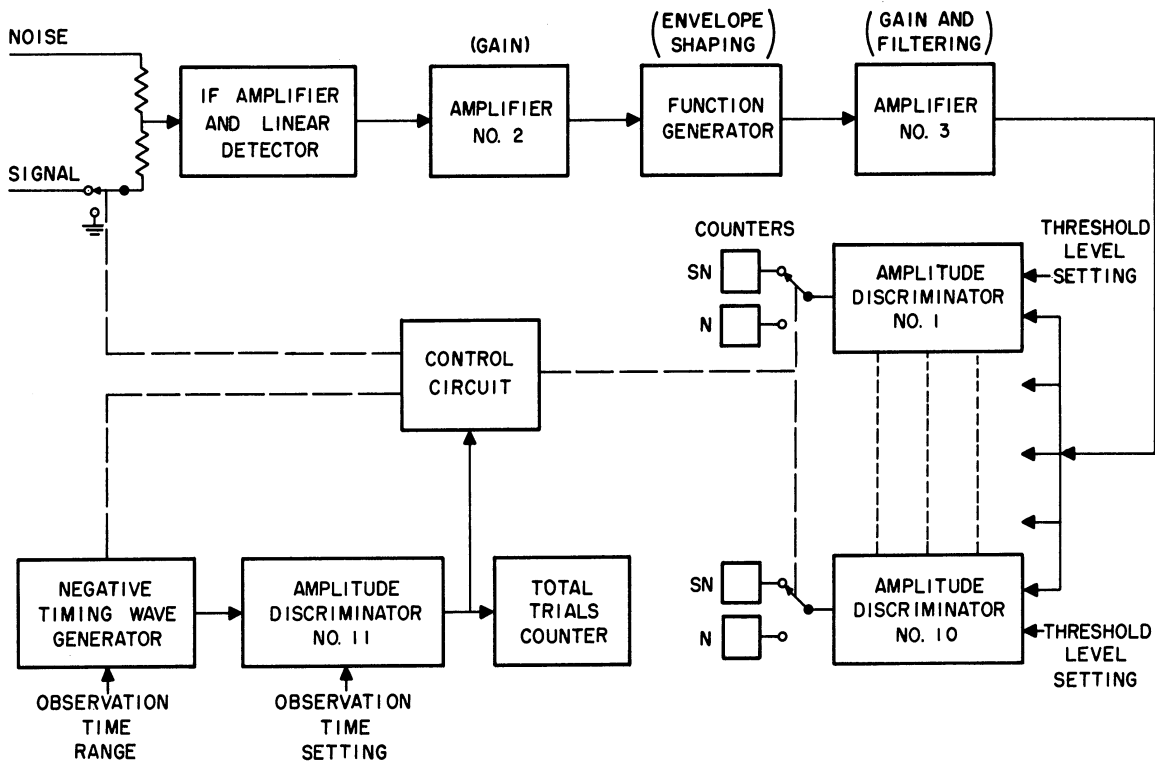 NOISE
SIGNAL
IF AMPLIFIER
AND LINEAR
DETECTOR
(GAIN)
AMPLIFIER
NO. 2
(ENVELOPE
SHAPING)
FUNCTION
GENERATOR
(GAIN AND
FILTERING)
AMPLIFIER
NO. 3
COUNTERS
SN
N
AMPLITUDE
DISCRIMINATOR
NO. 1
THRESHOLD
LEVEL
SETTING
CONTROL
CIRCUIT
SN
N
AMPLITUDE
DISCRIMINATOR
NO. 10
THRESHOLD
LEVEL
SETTING
NEGATIVE
TIMING WAVE
GENERATOR
AMPLITUDE
DISCRIMINATOR
NO. 11
TOTAL
TRIALS
COUNTER
OBSERVATION
TIME
RANGE
OBSERVATION
TIME
SETTING